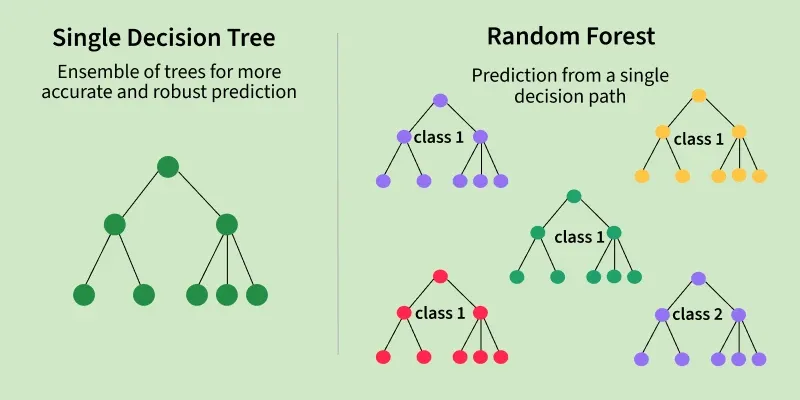 Single Decision Tree
Ensemble of trees for more
accurate and robust prediction
Random Forest
Prediction from a single
decision path
class 1
class 1
class 1
class 1
class 2